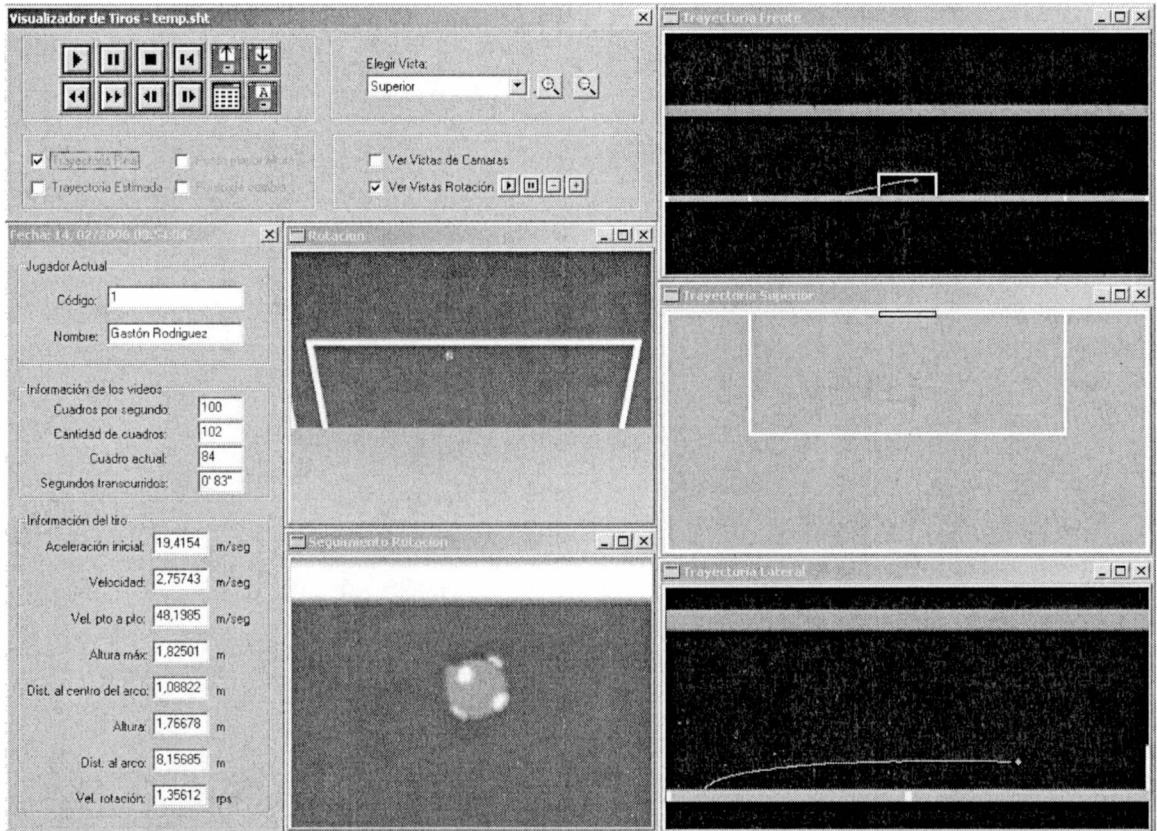 Visualizador de Tiros - temp.sht
Elegir Vista:
Superior
A
Trayectoria Final
Trayectoria Estimada
Ver Vistas de Camaras
Ver Vistas Rotación
Fecha: 14, 02/2006
Jugador Actual
Código: 1
Nombre: Gastón Rodriguez
Información de los videos
Cuadros por segundo: 100
Cantidad de cuadros: 102
Cuadro actual: 84
Segundos transcurridos: 0' 83"
Información del tiro
Aceleración inicial: 19,4154 m/seg
Velocidad: 2,75743 m/seg
Vel. pto a pto: 48,1985 m/seg
Altura máx: 1,82501 m
Dist. al centro del arco: 1,08822 m
Altura: 1,76678 m
Dist. al arco: 8,15685 m
Vel. rotación: 1,35612 rps
Rotacion
Seguimiento Rotacion
Trayectoria Frente
Trayectoria Superior
Trayectoria Lateral